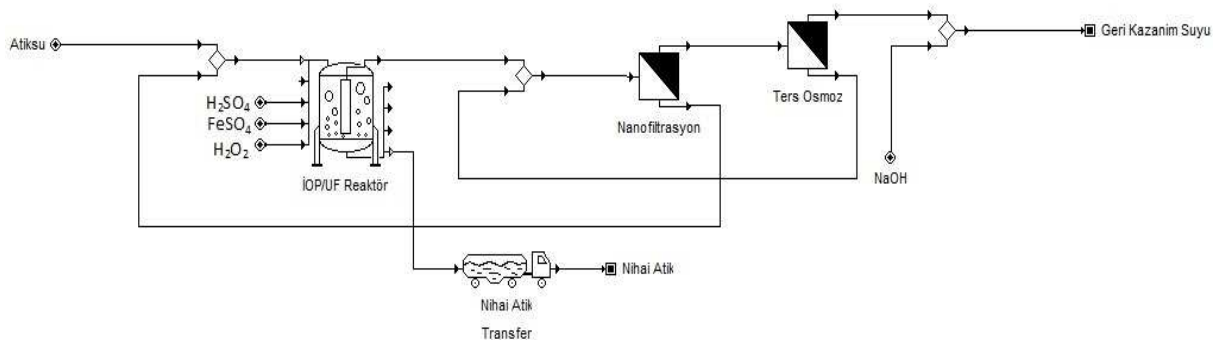 Atiksu
H₂SO₄
FeSO₄
H₂O₂
İOP/UF Reaktör
Nanofiltrasyon
Ters Osmoz
NaOH
Geri Kazanim Suyu
Nihai Atik
Transfer
Nihai Atik